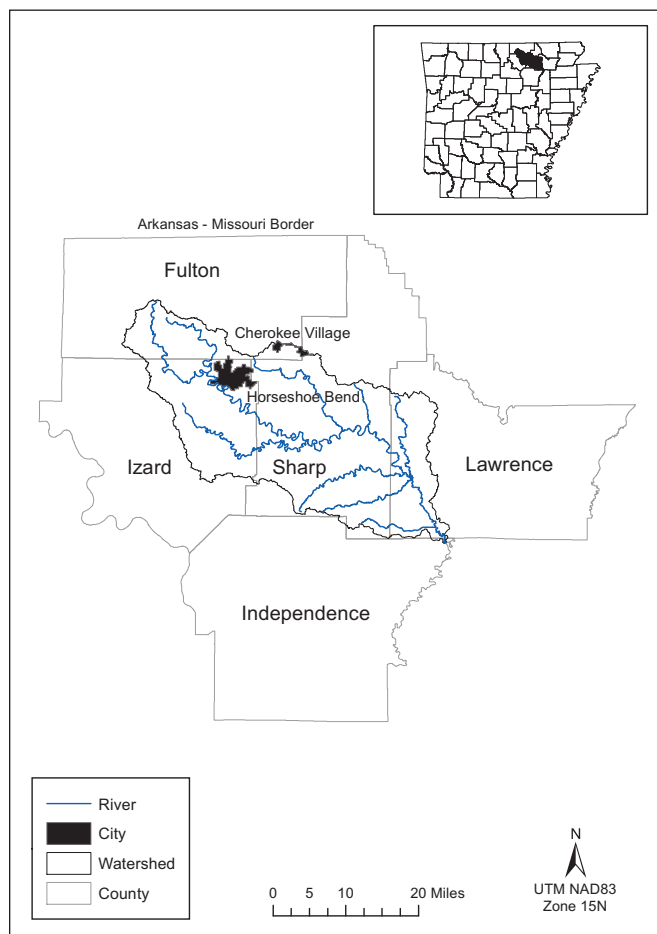 Arkansas - Missouri Border
Fulton
Cherokee Village
Horseshoe Bend
Izard
Sharp
Lawrence
Independence
River
City
Watershed
County
0 5 10 20 Miles
N
UTM NAD83
Zone 15N